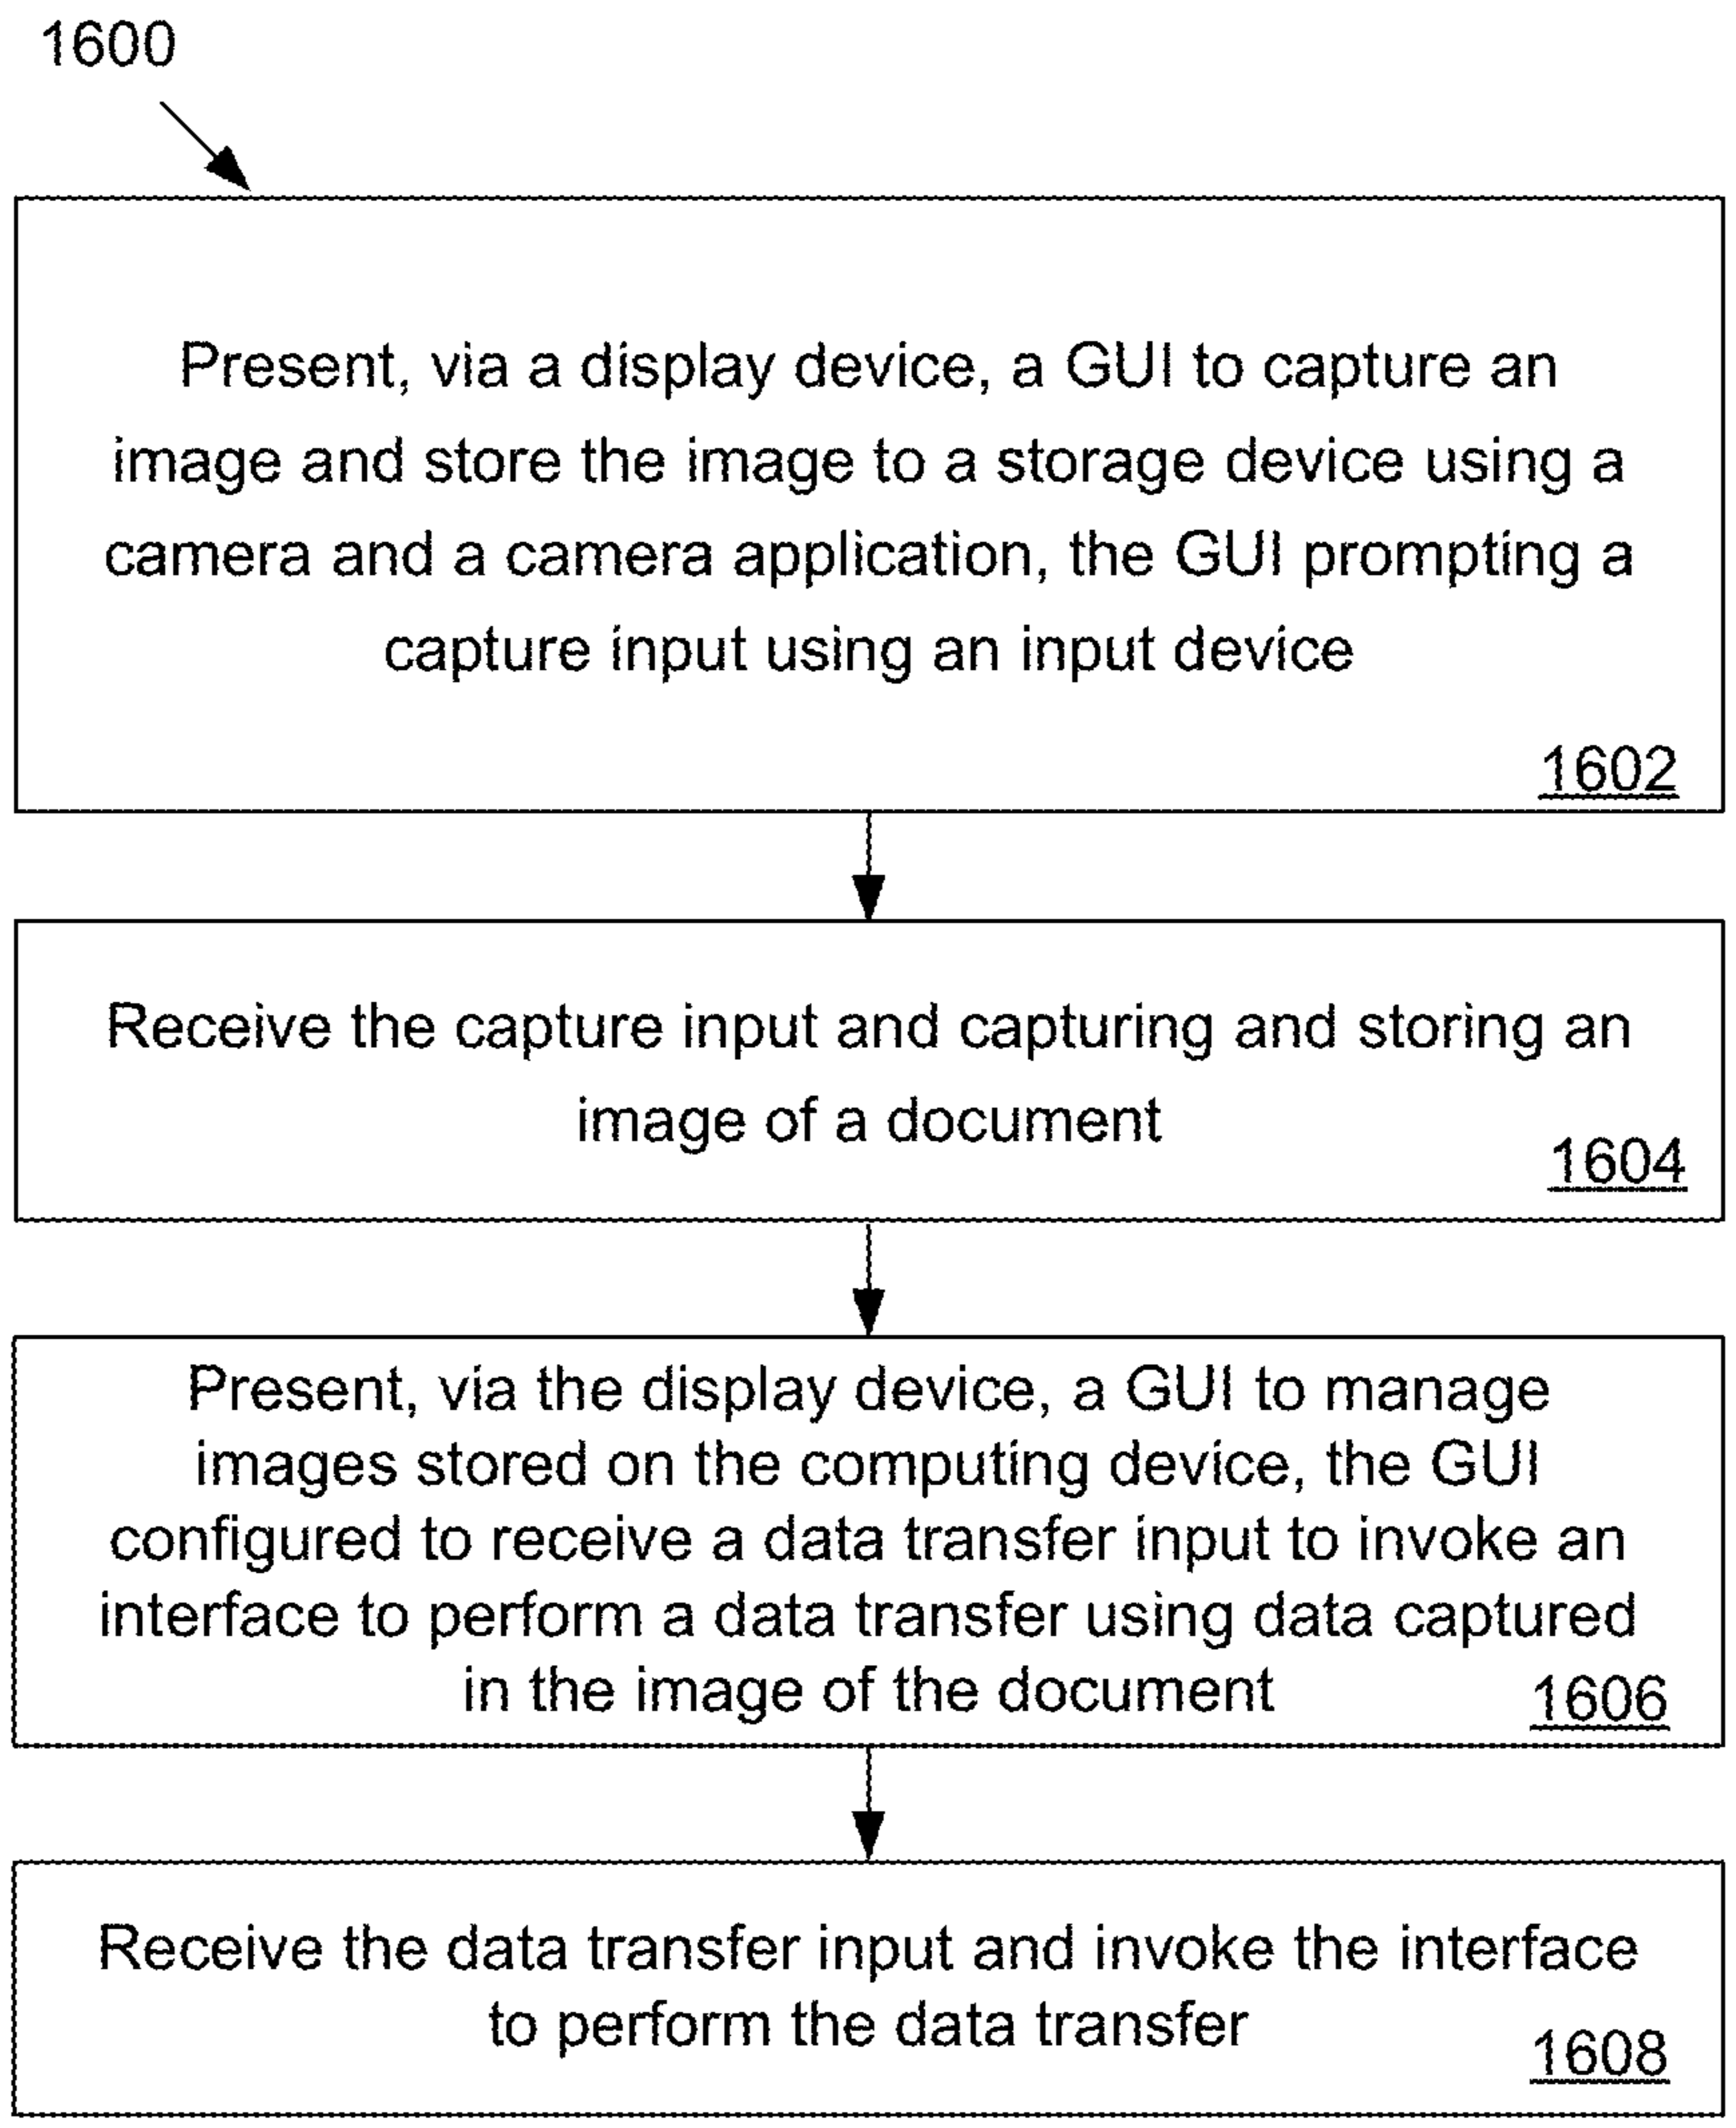 1600
Present, via a display device, a GUI to capture an
image and store the image to a storage device using a
camera and a camera application, the GUI prompting a
capture input using an input device
1602
Receive the capture input and capturing and storing an
image of a document
1604
Present, via the display device, a GUI to manage
images stored on the computing device, the GUI
configured to receive a data transfer input to invoke an
interface to perform a data transfer using data captured
in the image of the document
1606
Receive the data transfer input and invoke the interface
to perform the data transfer
1608